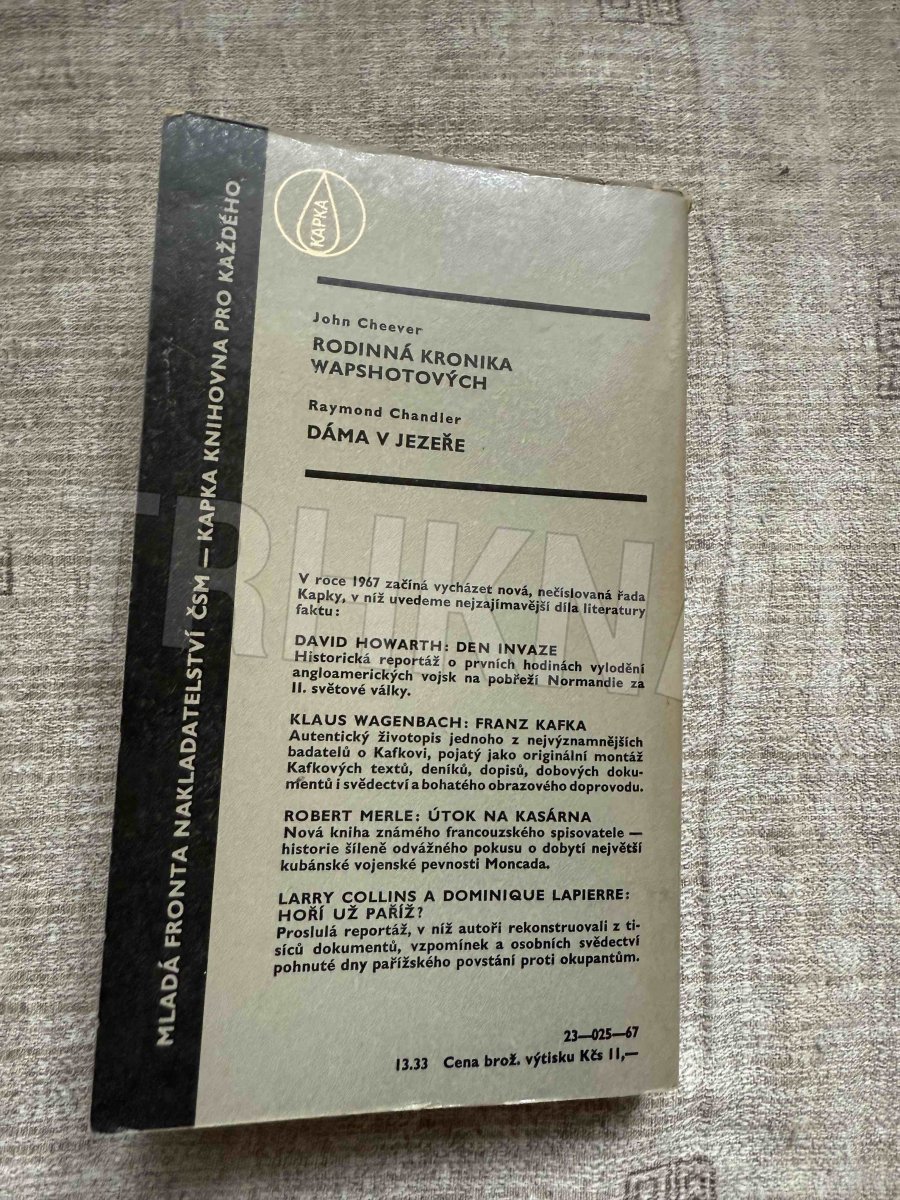 MLADÁ FRONTA NAKLADATELSTVÍ ČSM — KAPKA KNIHOVNA PRO KAŽDÉHO
KAPKA
John Cheever
RODINNÁ KRONIKA
WAPSHOTOVÝCH
Raymond Chandler
DÁMA V JEZEŘE
TRHKN
V roce 1967 začíná vycházet nová, nečíslovaná řada
Kapky, v níž uvedeme nejzajímavější díla literatury
faktu:
DAVID HOWARTH: DEN INVAZE
Historická reportáž o prvních hodinách vylodění
angloamerických vojsk na pobřeží Normandie za
II. světové války.
KLAUS WAGENBACH: FRANZ KAFKA
Autentický životopis jednoho z nejvýznamnějších
badatelů o Kafkovi, pojatý jako originální montáž
Kafkových textů, deníků, dopisů, dobových doku-
mentů i svědectví a bohatého obrazového doprovodu.
ROBERT MERLE: ÚTOK NA KASÁRNA
Nová kniha známého francouzského spisovatele —
historie šíleně odvážného pokusu o dobytí největší
kubánské vojenské pevnosti Moncada.
LARRY COLLINS A DOMINIQUE LAPIERRE:
HOŘÍ UŽ PAŘÍŽ?
Proslulá reportáž, v níž autoři rekonstruovali z ti-
síců dokumentů, vzpomínek a osobních svědectví
pohnuté dny pařížského povstání proti okupantům.
23—025—67
13.33 Cena brož. výtisku Kčs 11,—